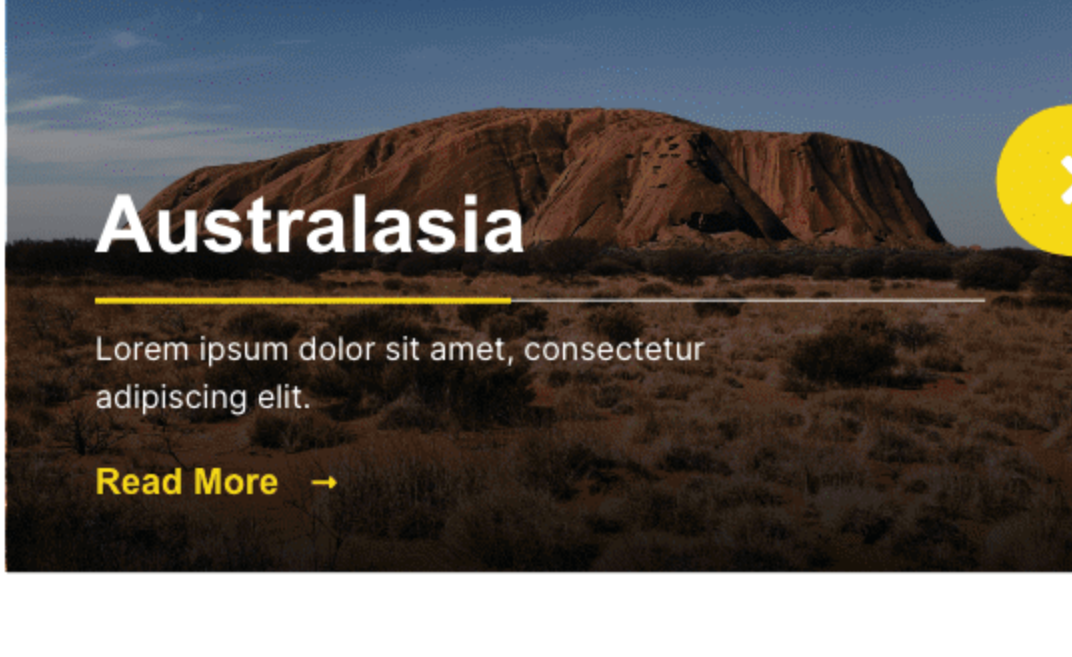 Australasia
Lorem ipsum dolor sit amet, consectetur
adipiscing elit.
Read More →